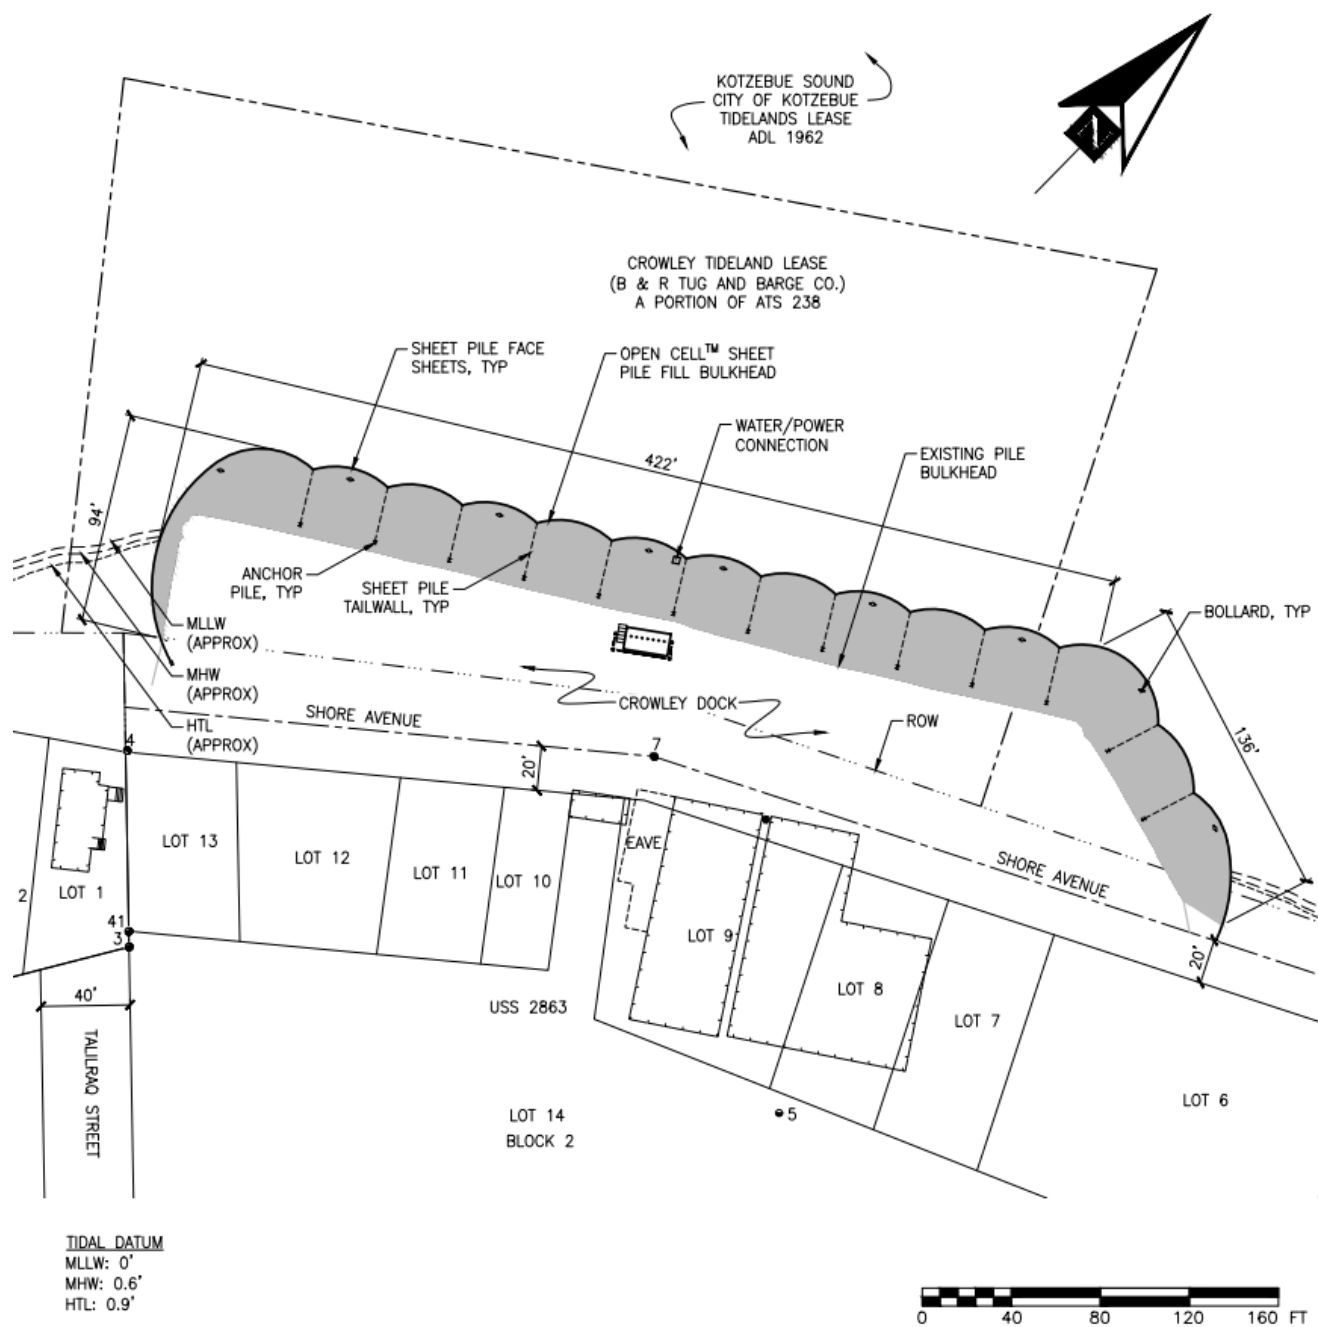 KOTZEBUE SOUND
CITY OF KOTZEBUE
TIDELANDS LEASE
ADL 1962
CROWLEY TIDELAND LEASE
(B & R TUG AND BARGE CO.)
A PORTION OF ATS 238
SHEET PILE FACE
SHEETS, TYP
OPEN CELL™ SHEET
PILE FILL BULKHEAD
WATER/POWER
CONNECTION
EXISTING PILE
BULKHEAD
422'
94'
ANCHOR
PILE, TYP
SHEET PILE
TAILWALL, TYP
MLLW
(APPROX)
MHW
(APPROX)
HTL
(APPROX)
BOLLARD, TYP
CROWLEY DOCK
ROW
136'
SHORE AVENUE
4
7
20'
EAVE
SHORE AVENUE
LOT 13
LOT 12
LOT 11
LOT 10
2
LOT 1
41
3
LOT 9
20'
LOT 8
LOT 7
40'
USS 2863
TALILRAQ STREET
LOT 14
BLOCK 2
5
LOT 6
TIDAL DATUM
MLLW: 0'
MHW: 0.6'
HTL: 0.9'
0 40 80 120 160 FT